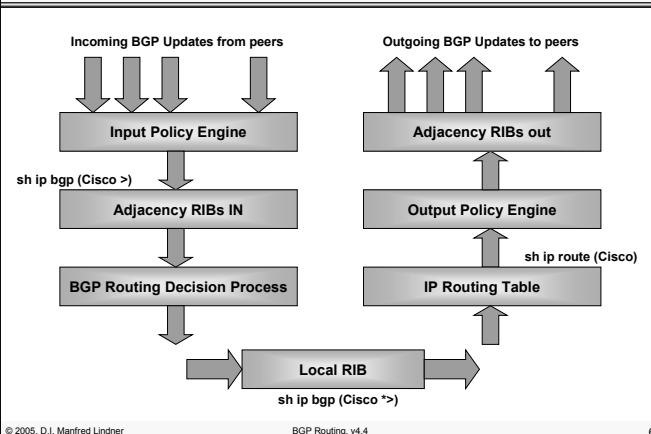 Incoming BGP Updates from peers
Outgoing BGP Updates to peers
Input Policy Engine
Adjacency RIBs out
sh ip bgp (Cisco >)
Adjacency RIBs IN
Output Policy Engine
sh ip route (Cisco)
BGP Routing Decision Process
IP Routing Table
Local RIB
sh ip bgp (Cisco *>)
© 2005, D.I. Manfred Lindner
BGP Routing, v4.4